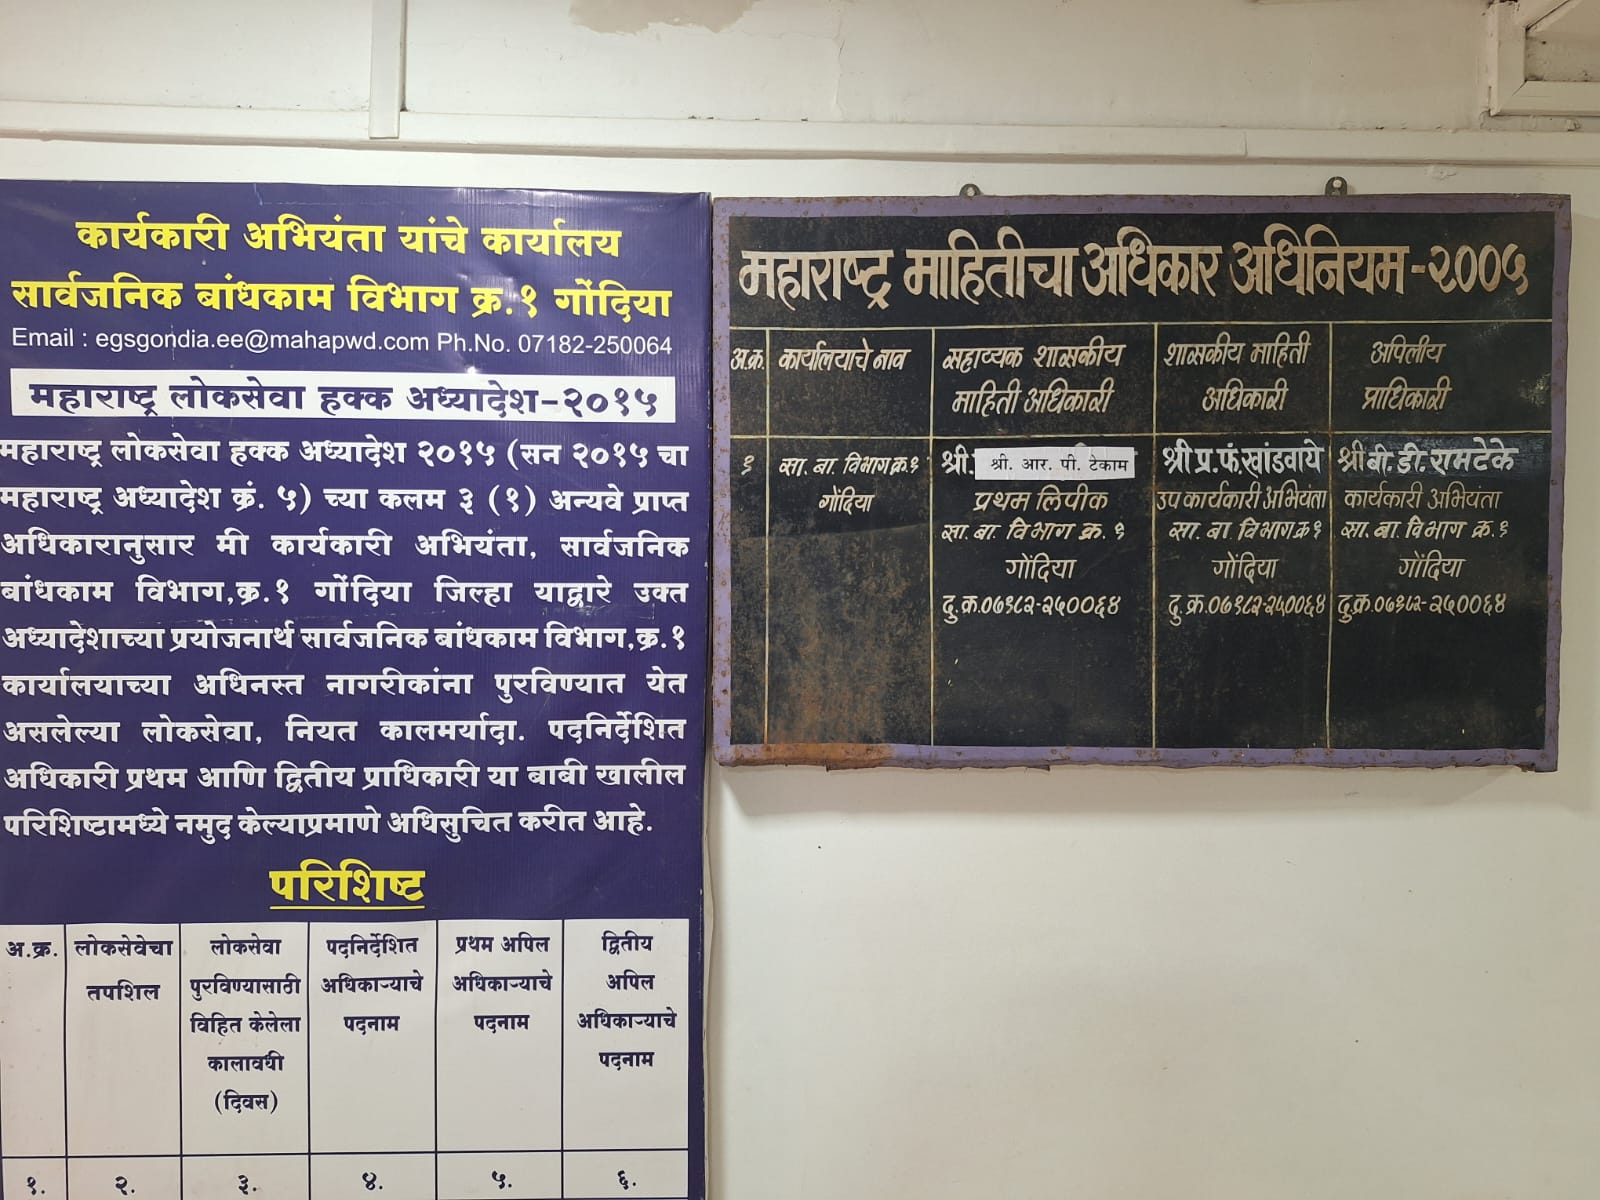 कार्यकारी अभियंता यांचे कार्यालय
सार्वजनिक बांधकाम विभाग क्र.१ गोंदिया
Email : egsgondia.ee@mahapwd.com Ph.No. 07182-250064
महाराष्ट्र लोकसेवा हक्क अध्यादेश-२०१५
महाराष्ट्र लोकसेवा हक्क अध्यादेश २०१५ (सन २०१५ चा
महाराष्ट्र अध्यादेश क्रं. ५) च्या कलम ३ (१) अन्यवे प्राप्त
अधिकारानुसार मी कार्यकारी अभियंता, सार्वजनिक
बांधकाम विभाग,क्र.१ गोंदिया जिल्हा याद्वारे उक्त
अध्यादेशाच्या प्रयोजनार्थ सार्वजनिक बांधकाम विभाग,क्र.१
कार्यालयाच्या अधिनस्त नागरीकांना पुरविण्यात येत
असलेल्या लोकसेवा, नियत कालमर्यादा. पदनिर्देशित
अधिकारी प्रथम आणि द्वितीय प्राधिकारी या बाबी खालील
परिशिष्टामध्ये नमुद केल्याप्रमाणे अधिसुचित करीत आहे.
परिशिष्ट
अ.क्र.
लोकसेवेचा
तपशिल
लोकसेवा
पुरविण्यासाठी
विहित केलेला
कालावधी
(दिवस)
पदनिर्देशित
अधिकाऱ्याचे
पदनाम
प्रथम अपिल
अधिकाऱ्याचे
पदनाम
द्वितीय
अपिल
अधिकाऱ्याचे
पदनाम
१. २. ३. ४. ५. ६.
महाराष्ट्र माहितीचा अधिकार अधिनियम-२००५
अ.क्र.
कार्यालयाचे नाव
सहाय्यक शासकीय
माहिती अधिकारी
शासकीय माहिती
अधिकारी
अपिलीय
प्राधिकारी
१
सा. बा. विभाग क्र.१
गोंदिया
श्री. श्री. आर. पी. टेकाम
प्रथम लिपीक
सा. बा. विभाग क्र. १
गोंदिया
दु.क्र.०७१८२-२५००६४
श्री प्र.फं.खांडवाये
उप कार्यकारी अभियंता
सा. बा. विभाग क्र १
गोंदिया
दु.क्र.०७१८२-२५००६४
श्री बी. डी. रामटेके
कार्यकारी अभियंता
सा. बा. विभाग क्र. १
गोंदिया
दु.क्र.०७१८२-२५००६४